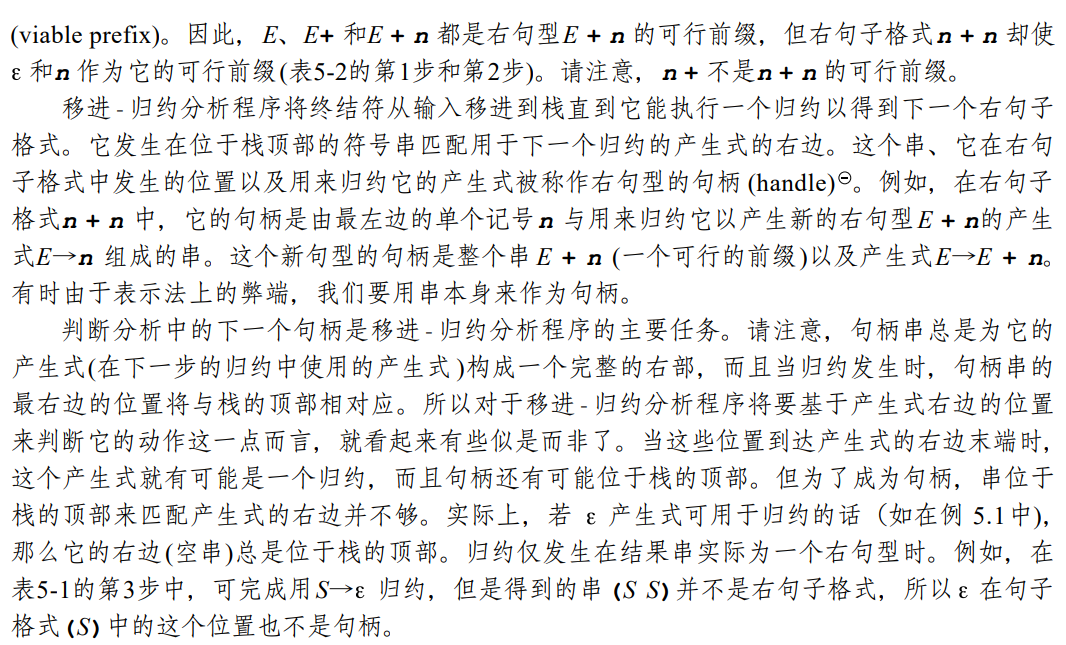 (viable prefix)。因此，E、E+ 和E + n 都是右句型E + n 的可行前缀，但右句子格式n + n 却使
ε 和n 作为它的可行前缀(表5-2的第1步和第2步)。请注意，n + 不是n + n 的可行前缀。
移进 - 归约分析程序将终结符从输入移进到栈直到它能执行一个归约以得到下一个右句子
格式。它发生在位于栈顶部的符号串匹配用于下一个归约的产生式的右边。这个串、它在右句
子格式中发生的位置以及用来归约它的产生式被称作右句型的句柄 (handle)⊖。例如，在右句子
格式n + n 中，它的句柄是由最左边的单个记号 n 与用来归约它以产生新的右句型 E + n的产生
式E→n 组成的串。这个新句型的句柄是整个串 E + n (一个可行的前缀)以及产生式E→E + n。
有时由于表示法上的弊端，我们要用串本身来作为句柄。
判断分析中的下一个句柄是移进 - 归约分析程序的主要任务。请注意，句柄串总是为它的
产生式(在下一步的归约中使用的产生式 )构成一个完整的右部，而且当归约发生时，句柄串的
最右边的位置将与栈的顶部相对应。所以对于移进 - 归约分析程序将要基于产生式右边的位置
来判断它的动作这一点而言，就看起来有些似是而非了。当这些位置到达产生式的右边末端时，
这个产生式就有可能是一个归约，而且句柄还有可能位于栈的顶部。但为了成为句柄，串位于
栈的顶部来匹配产生式的右边并不够。实际上，若 ε 产生式可用于归约的话（如在例 5.1中),
那么它的右边(空串)总是位于栈的顶部。归约仅发生在结果串实际为一个右句型时。例如，在
表5-1的第3步中，可完成用S→ε 归约，但是得到的串 (S S) 并不是右句子格式，所以 ε 在句子
格式 (S) 中的这个位置也不是句柄。